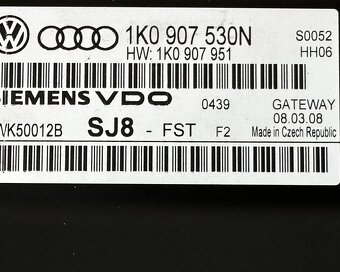 1K0 907 530N S0052
HW: 1K0 907 951 HH06
SIEMENS VDO 0439 GATEWAY
08.03.08
WK50012B SJ8 - FST F2 Made in Czech Republic